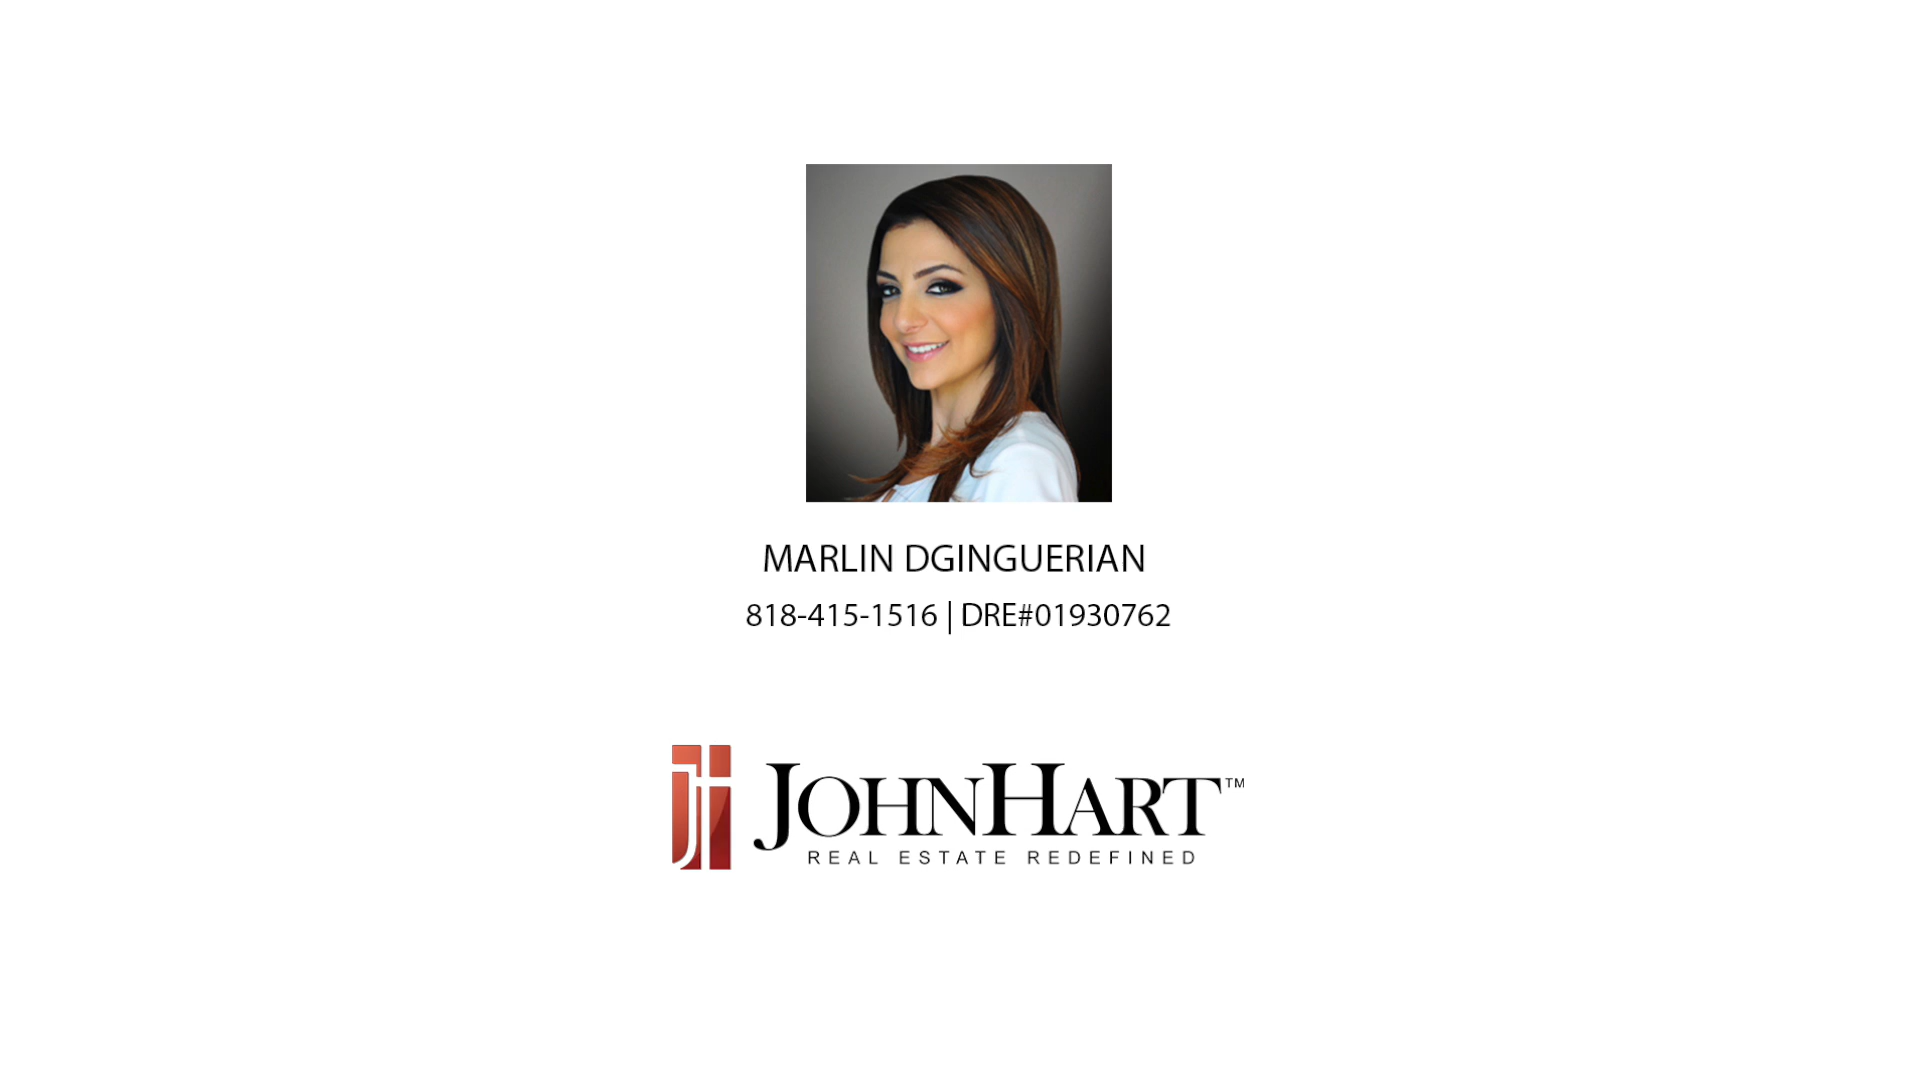 MARLIN DGINGUERIAN
818-415-1516 | DRE#01930762
JOHNHART™
REAL ESTATE REDEFINED